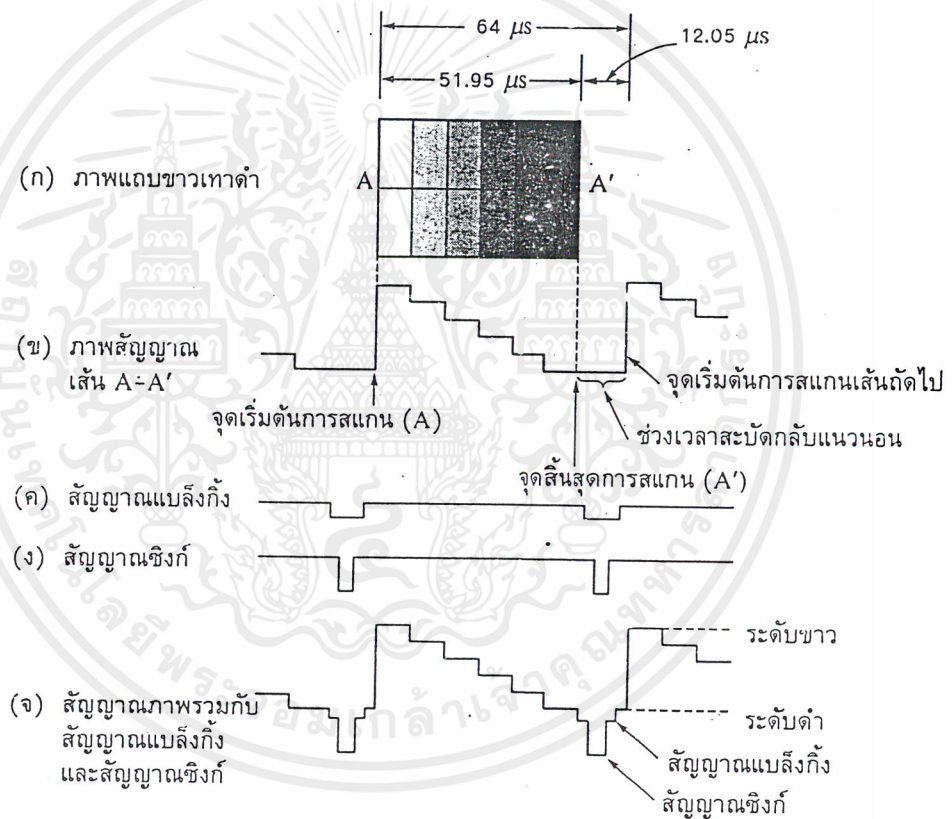 64 μs
12.05 μs
51.95 μs
(ก) ภาพแถบขาวเทาดำ
A
A'
(ข) ภาพสัญญาณ
เส้น A-A'
จุดเริ่มต้นการสแกน (A)
จุดเริ่มต้นการสแกนเส้นถัดไป
ช่วงเวลาสะบัดกลับแนวนอน
จุดสิ้นสุดการสแกน (A')
(ค) สัญญาณแบล็งกิ้ง
(ง) สัญญาณซิงก์
ระดับขาว
(จ) สัญญาณภาพรวมกับ
สัญญาณแบล็งกิ้ง
และสัญญาณซิงก์
ระดับดำ
สัญญาณแบล็งกิ้ง
สัญญาณซิงก์